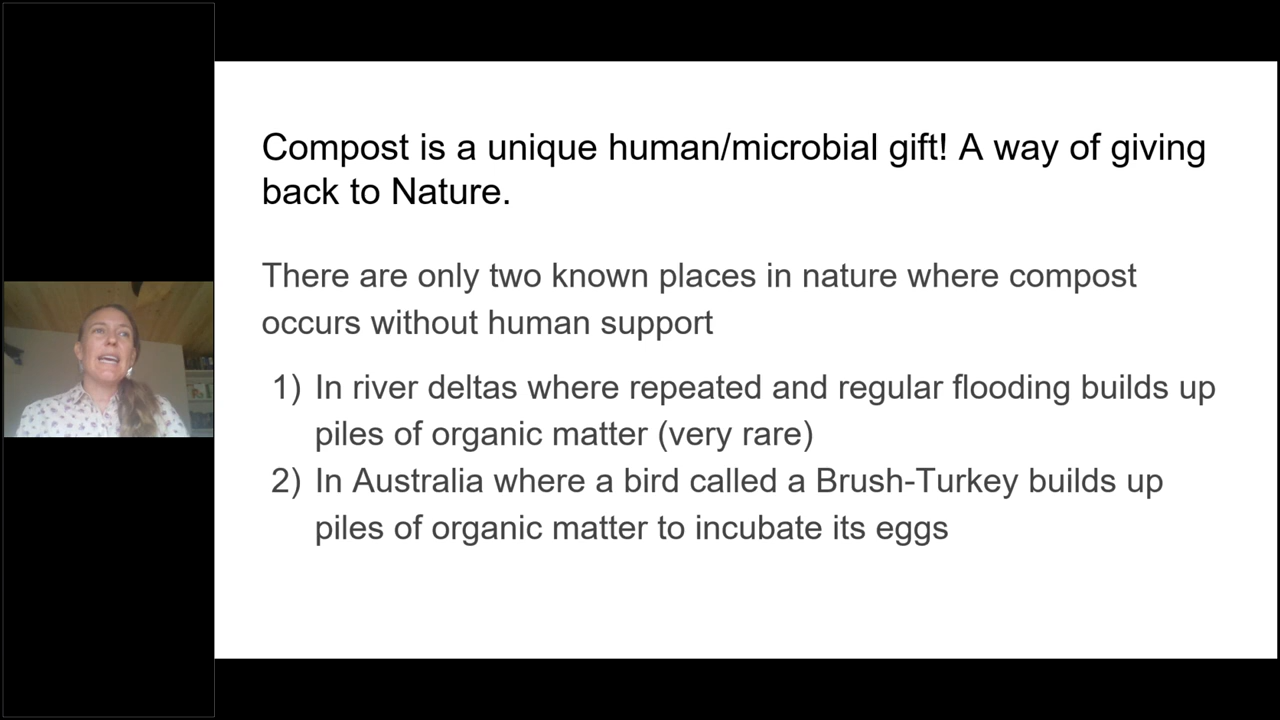 Compost is a unique human/microbial gift! A way of giving
back to Nature.
There are only two known places in nature where compost
occurs without human support
1) In river deltas where repeated and regular flooding builds up
piles of organic matter (very rare)
2) In Australia where a bird called a Brush-Turkey builds up
piles of organic matter to incubate its eggs